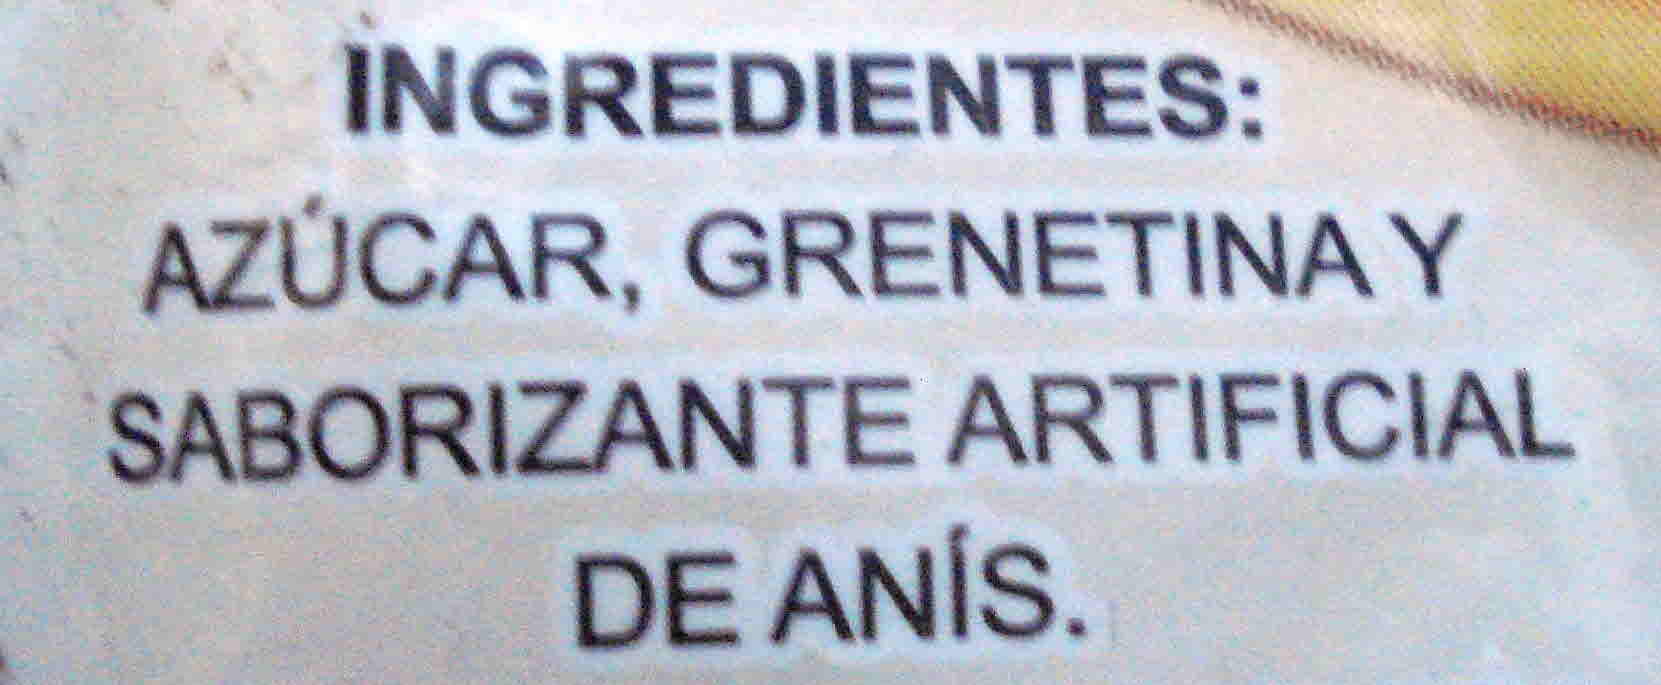 INGREDIENTES:
AZÚCAR, GRENETINA Y
SABORIZANTE ARTIFICIAL
DE ANÍS.